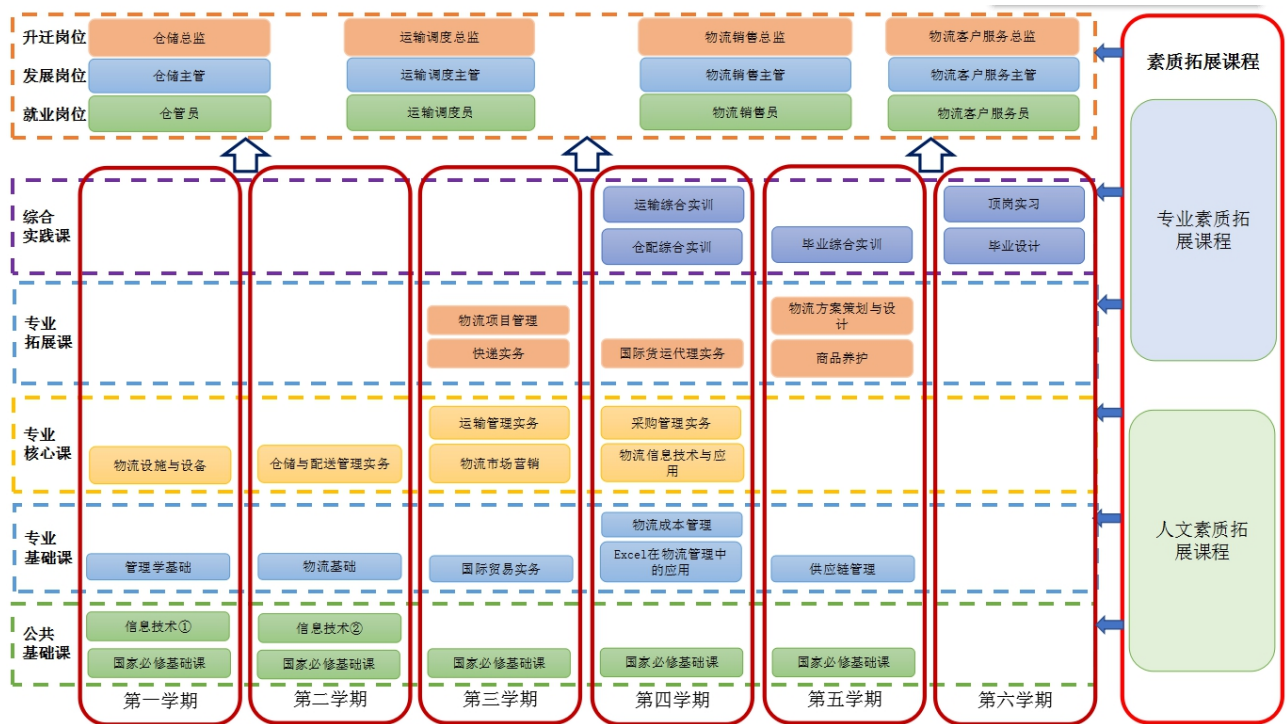 升迁岗位
仓储总监
运输调度总监
物流销售总监
物流客户服务总监
发展岗位
仓储主管
运输调度主管
物流销售主管
物流客户服务主管
就业岗位
仓管员
运输调度员
物流销售员
物流客户服务员
综合
实践课
运输综合实训
顶岗实习
仓配综合实训
毕业综合实训
毕业设计
专业
拓展课
物流项目管理
物流方案策划与设
计
快递实务
国际货运代理实务
商品养护
专业
核心课
运输管理实务
采购管理实务
物流设施与设备
仓储与配送管理实务
物流市场营销
物流信息技术与应
用
专业
基础课
物流成本管理
管理学基础
物流基础
国际贸易实务
Excel在物流管理中
的应用
供应链管理
公共
基础课
信息技术①
信息技术②
国家必修基础课
国家必修基础课
国家必修基础课
国家必修基础课
国家必修基础课
第一学期
第二学期
第三学期
第四学期
第五学期
第六学期
素质拓展课程
专业素质拓
展课程
人文素质拓
展课程